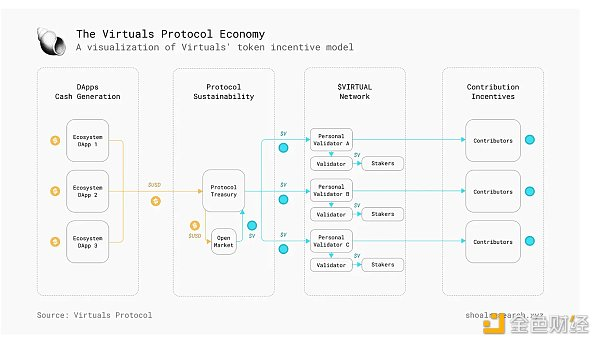 The Virtuals Protocol Economy
A visualization of Virtuals' token incentive model
DApps
Cash Generation
Protocol
Sustainability
$VIRTUAL
Network
Contribution
Incentives
Ecosystem
DApp 1
Ecosystem
DApp 2
Ecosystem
DApp 3
$USD
Protocol
Treasury
$USD
Open
Market
$V
$V
$V
$V
Personal
Validator A
$V
Validator
Stakers
Personal
Validator B
$V
Validator
Stakers
Personal
Validator C
$V
Validator
Stakers
Contributors
Contributors
Contributors
Source: Virtuals Protocol
金色财经